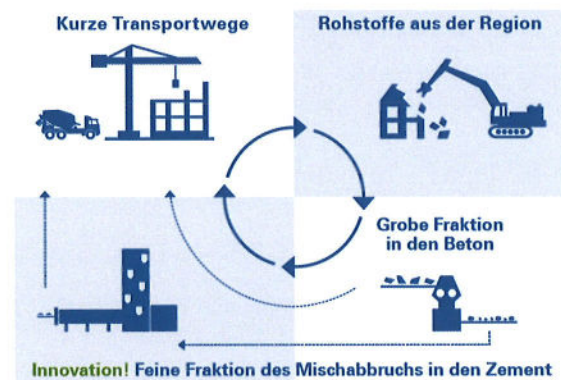 Kurze Transportwege
Rohstoffe aus der Region
Grobe Fraktion
in den Beton
Innovation! Feine Fraktion des Mischabbruchs in den Zement